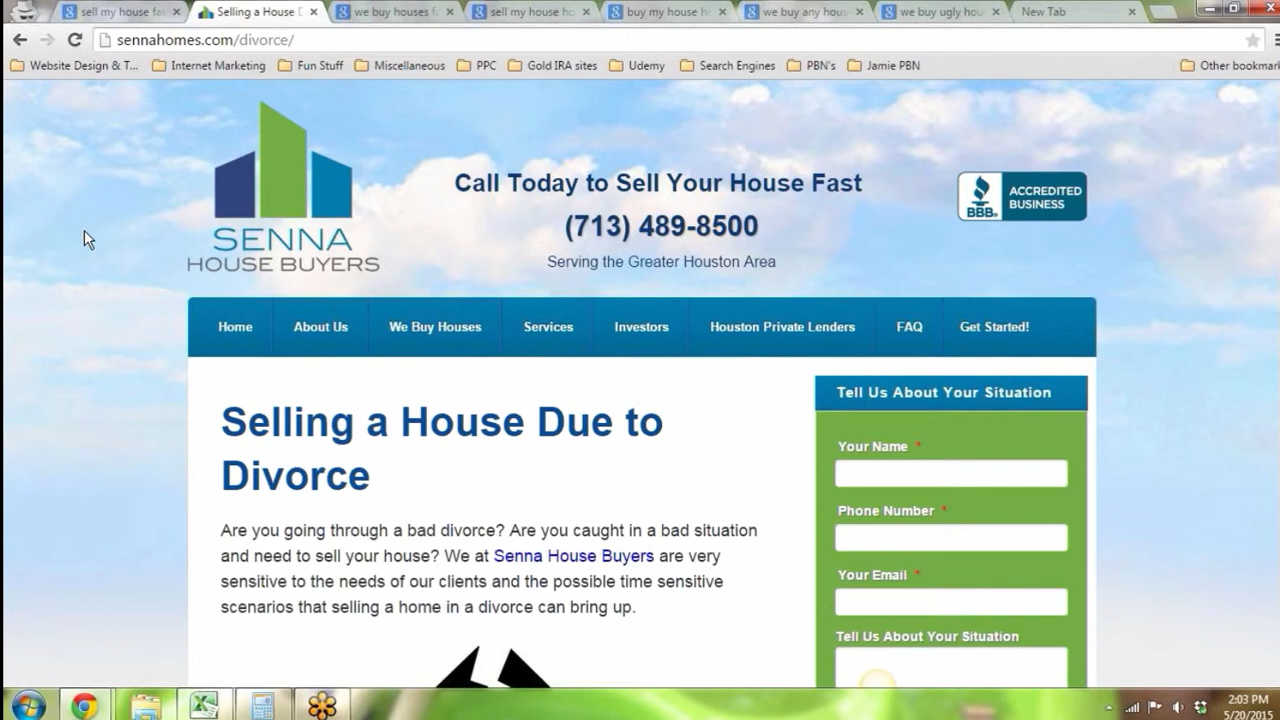 sell my house fas
Selling a House D
we buy houses f
sell my house ho
buy my house ho
we buy any hous
we buy ugly hou
New Tab
sennahomes.com/divorce/
Website Design & T...
Internet Marketing
Fun Stuff
Miscellaneous
PPC
Gold IRA sites
Udemy
Search Engines
PBN's
Jamie PBN
Other bookmar
SENNA
HOUSE BUYERS
Call Today to Sell Your House Fast
(713) 489-8500
Serving the Greater Houston Area
BBB.
ACCREDITED
BUSINESS
Home
About Us
We Buy Houses
Services
Investors
Houston Private Lenders
FAQ
Get Started!
Selling a House Due to
Divorce
Are you going through a bad divorce? Are you caught in a bad situation
and need to sell your house? We at Senna House Buyers are very
sensitive to the needs of our clients and the possible time sensitive
scenarios that selling a home in a divorce can bring up.
Tell Us About Your Situation
Your Name *
Phone Number *
Your Email *
Tell Us About Your Situation
2:03 PM
5/20/2015